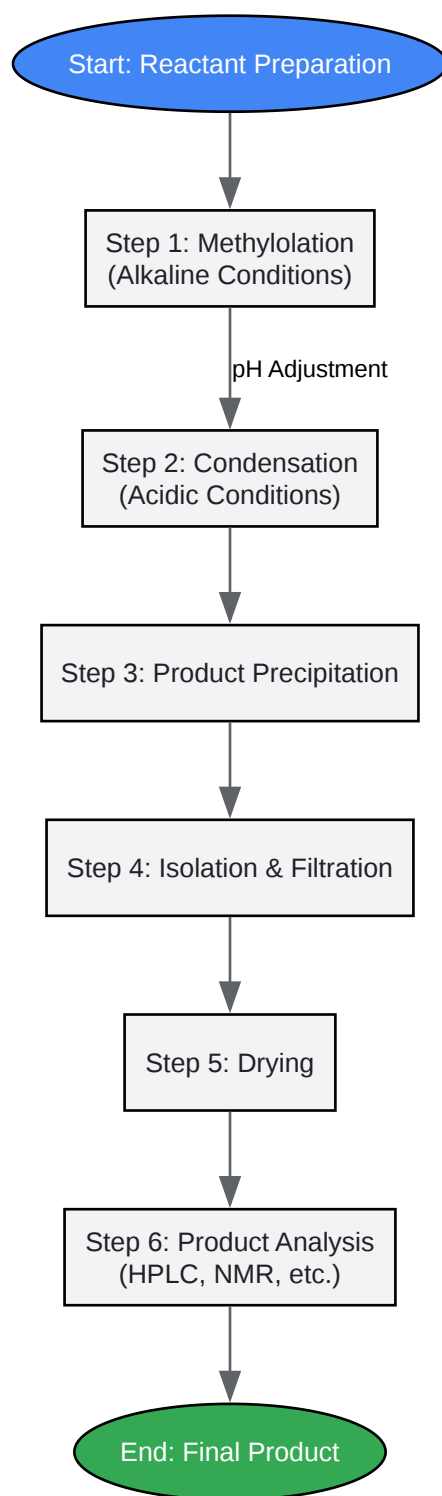 Start: Reactant Preparation
Step 1: Methylolation
(Alkaline Conditions)
pH Adjustment
Step 2: Condensation
(Acidic Conditions)
Step 3: Product Precipitation
Step 4: Isolation & Filtration
Step 5: Drying
Step 6: Product Analysis
(HPLC, NMR, etc.)
End: Final Product